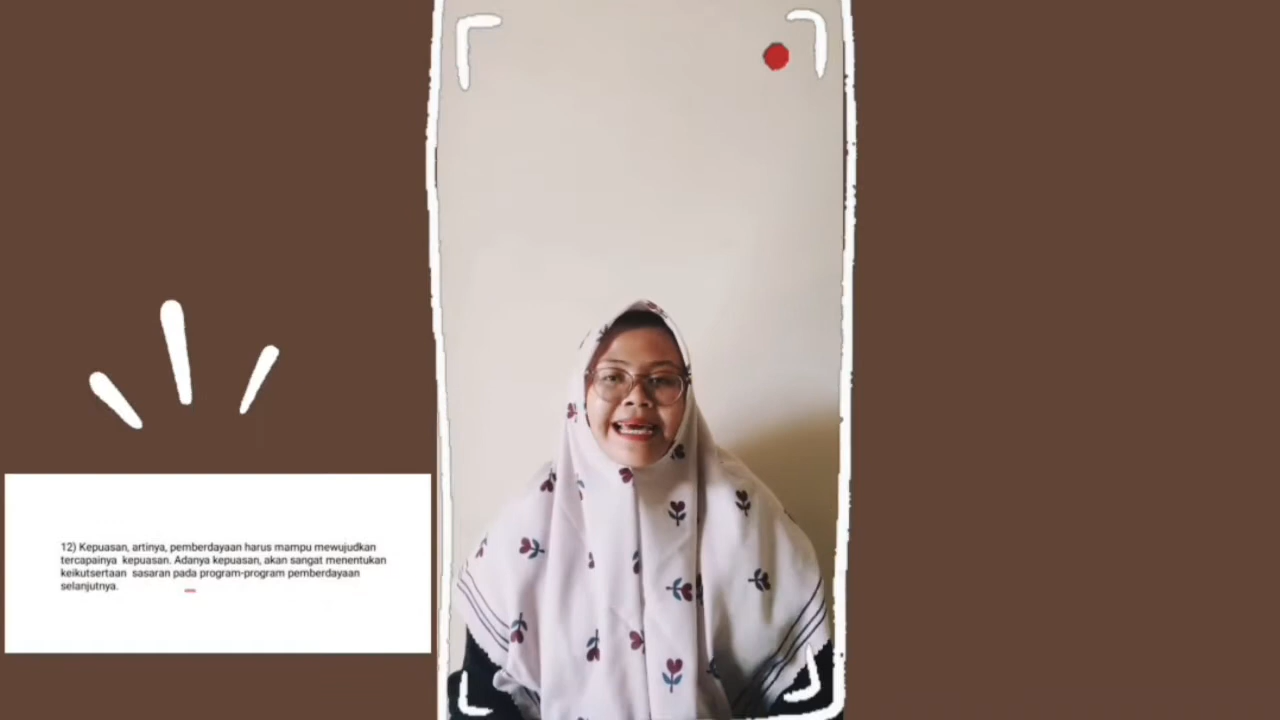 12) Kepuasan, artinya, pemberdayaan harus mampu mewujudkan
tercapainya kepuasan. Adanya kepuasan, akan sangat menentukan
keikutsertaan sasaran pada program-program pemberdayaan
selanjutnya.